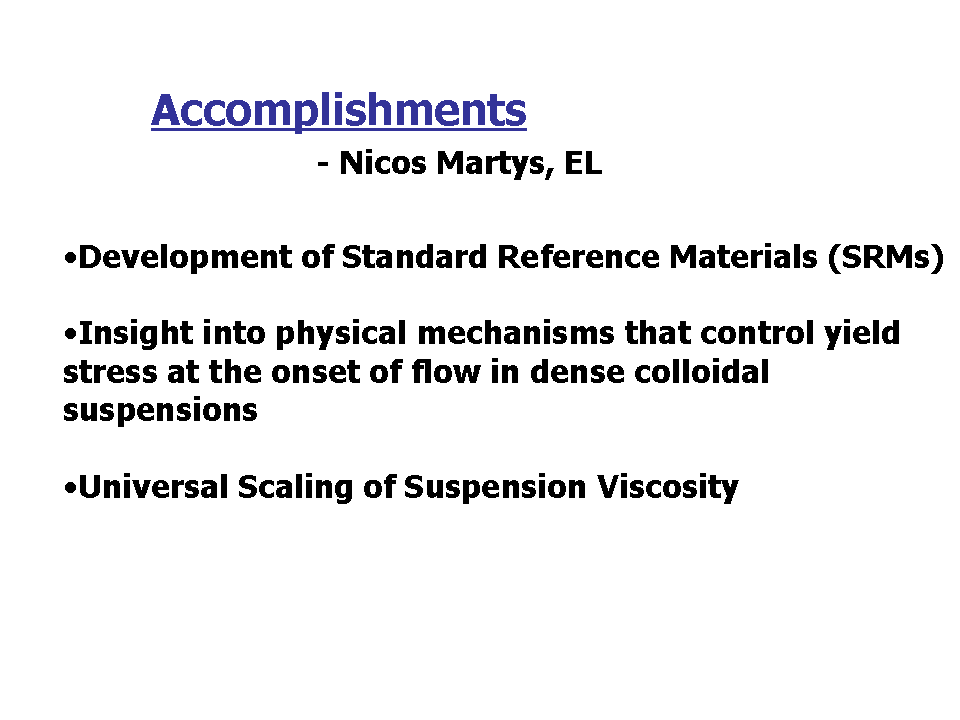 Accomplishments
- Nicos Martys, EL
•Development of Standard Reference Materials (SRMs)
•Insight into physical mechanisms that control yield
stress at the onset of flow in dense colloidal
suspensions
•Universal Scaling of Suspension Viscosity